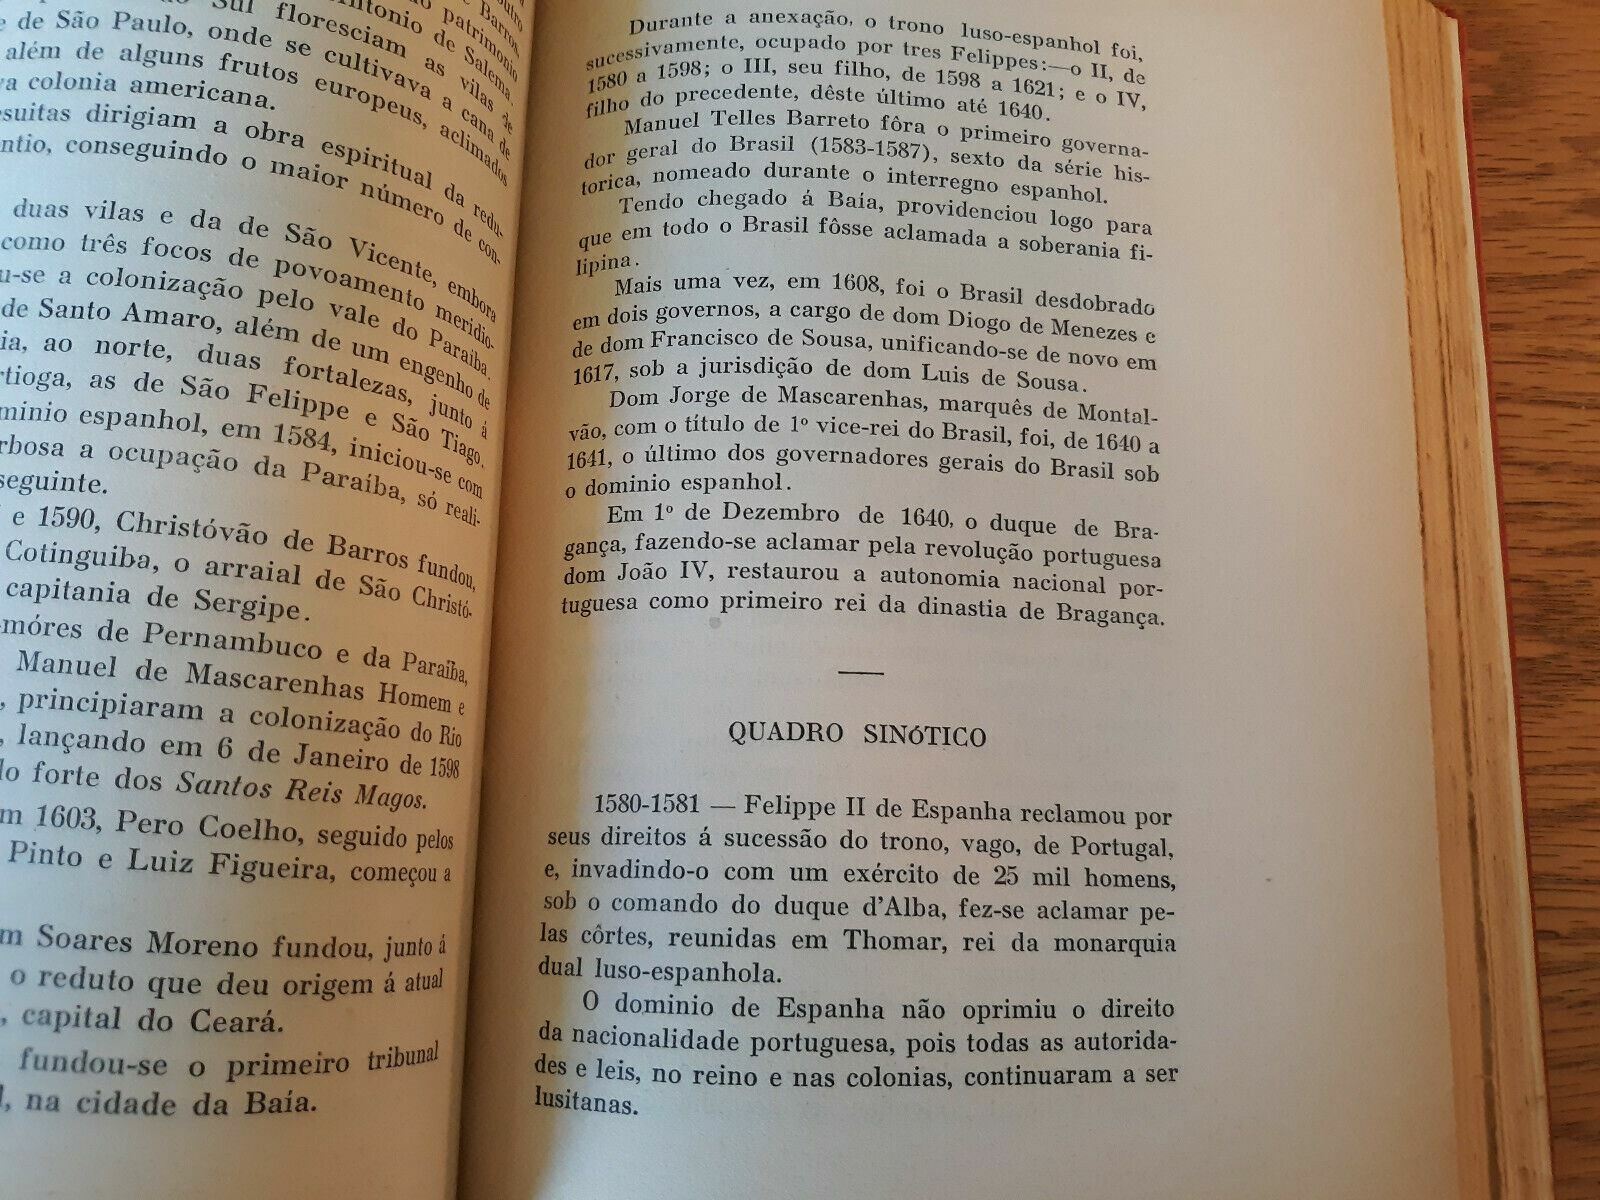 outro
de Barros,
patrimonio
Antonio de Salema.
Sul floresciam as vilas de
de São Paulo, onde se cultivava a cana de
além de alguns frutos europeus, aclimados
va colonia americana.
esuitas dirigiam a obra espiritual da redu-
ntio, conseguindo o maior número de con-
duas vilas e da de São Vicente, embora
como três focos de povoamento meridio-
u-se a colonização pelo vale do Paraiba.
de Santo Amaro, além de um engenho de
ia, ao norte, duas fortalezas, junto á
rtioga, as de São Felippe e São Tiago.
minio espanhol, em 1584, iniciou-se com
rbosa a ocupação da Paraíba, só reali-
seguinte.
e 1590, Christóvão de Barros fundou,
Cotinguiba, o arraial de São Christó-
capitania de Sergipe.
-móres de Pernambuco e da Paraíba,
Manuel de Mascarenhas Homem e
, principiaram a colonização do Rio
, lançando em 6 de Janeiro de 1598
do forte dos Santos Reis Magos.
m 1603, Pero Coelho, seguido pelos
Pinto e Luiz Figueira, começou a
m Soares Moreno fundou, junto á
o reduto que deu origem á atual
, capital do Ceará.
fundou-se o primeiro tribunal
, na cidade da Baía.
Durante a anexação, o trono luso-espanhol foi,
sucessivamente, ocupado por tres Felippes:—o II, de
1580 a 1598; o III, seu filho, de 1598 a 1621; e o IV,
filho do precedente, dêste último até 1640.
Manuel Telles Barreto fôra o primeiro governa-
dor geral do Brasil (1583-1587), sexto da série his-
torica, nomeado durante o interregno espanhol.
Tendo chegado á Baía, providenciou logo para
que em todo o Brasil fôsse aclamada a soberania fi-
lipina.
Mais uma vez, em 1608, foi o Brasil desdobrado
em dois governos, a cargo de dom Diogo de Menezes e
de dom Francisco de Sousa, unificando-se de novo em
1617, sob a jurisdição de dom Luis de Sousa.
Dom Jorge de Mascarenhas, marquês de Montal-
vão, com o título de 1º vice-rei do Brasil, foi, de 1640 a
1641, o último dos governadores gerais do Brasil sob
o dominio espanhol.
Em 1º de Dezembro de 1640, o duque de Bra-
gança, fazendo-se aclamar pela revolução portuguesa
dom João IV, restaurou a autonomia nacional por-
tuguesa como primeiro rei da dinastia de Bragança.
QUADRO SINóTICO
1580-1581 — Felippe II de Espanha reclamou por
seus direitos á sucessão do trono, vago, de Portugal,
e, invadindo-o com um exército de 25 mil homens,
sob o comando do duque d'Alba, fez-se aclamar pe-
las côrtes, reunidas em Thomar, rei da monarquia
dual luso-espanhola.
O dominio de Espanha não oprimiu o direito
da nacionalidade portuguesa, pois todas as autorida-
des e leis, no reino e nas colonias, continuaram a ser
lusitanas.